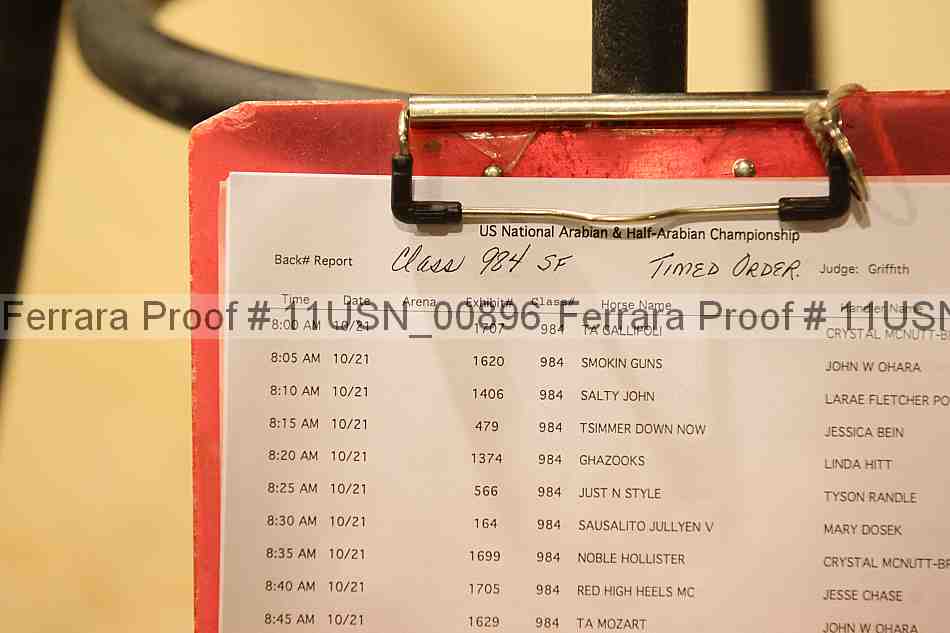 US National Arabian & Half-Arabian Championship
Back# Report Class 984 SF TIMED ORDER. Judge: Griffith
Time Date Arena Exhibit# Class# Horse Name Handler Name
Ferrara Proof # 11USN_00896 Ferrara Proof # 11USN
8:00 AM 10/21 1707 984 TA GALLIPOLI CRYSTAL MCNUTT-BR
8:05 AM 10/21 1620 984 SMOKIN GUNS JOHN W OHARA
8:10 AM 10/21 1406 984 SALTY JOHN LARAE FLETCHER PO
8:15 AM 10/21 479 984 TSIMMER DOWN NOW JESSICA BEIN
8:20 AM 10/21 1374 984 GHAZOOKS LINDA HITT
8:25 AM 10/21 566 984 JUST N STYLE TYSON RANDLE
8:30 AM 10/21 164 984 SAUSALITO JULLYEN V MARY DOSEK
8:35 AM 10/21 1699 984 NOBLE HOLLISTER CRYSTAL MCNUTT-BR
8:40 AM 10/21 1705 984 RED HIGH HEELS MC JESSE CHASE
8:45 AM 10/21 1629 984 TA MOZART JOHN W OHARA